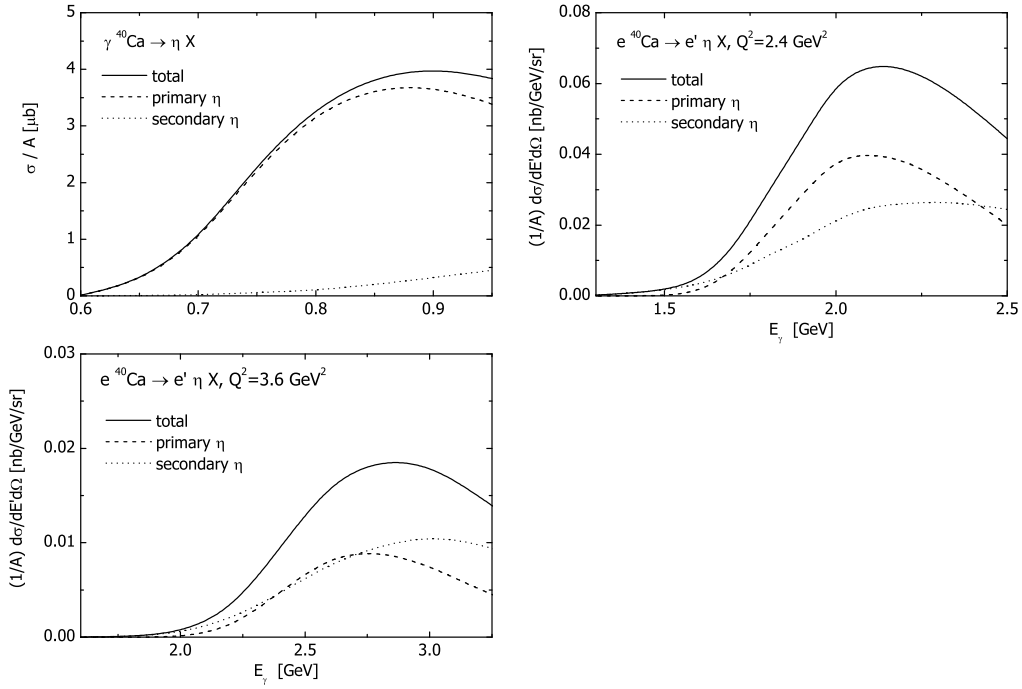 γ ⁴⁰Ca → η X
total
primary η
secondary η
σ / A [μb]
5
4
3
2
1
0
0.6 0.7 0.8 0.9
e ⁴⁰Ca → e' η X, Q²=2.4 GeV²
total
primary η
secondary η
(1/A) dσ/dE'dΩ [nb/GeV/sr]
0.08
0.06
0.04
0.02
0.00
1.5 2.0 2.5
E_γ [GeV]
e ⁴⁰Ca → e' η X, Q²=3.6 GeV²
total
primary η
secondary η
(1/A) dσ/dE'dΩ [nb/GeV/sr]
0.03
0.02
0.01
0.00
2.0 2.5 3.0
E_γ [GeV]